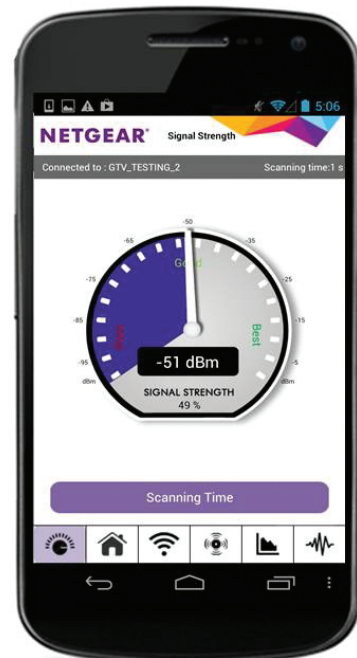 5:06
NETGEAR® Signal Strength
Connected to : GTV_TESTING_2 Scanning time:1 s
-50
-65 -35
Good
-75 -25
-85 -15
Best
-95 -5
dBm -51 dBm dBm
SIGNAL STRENGTH
49 %
Scanning Time